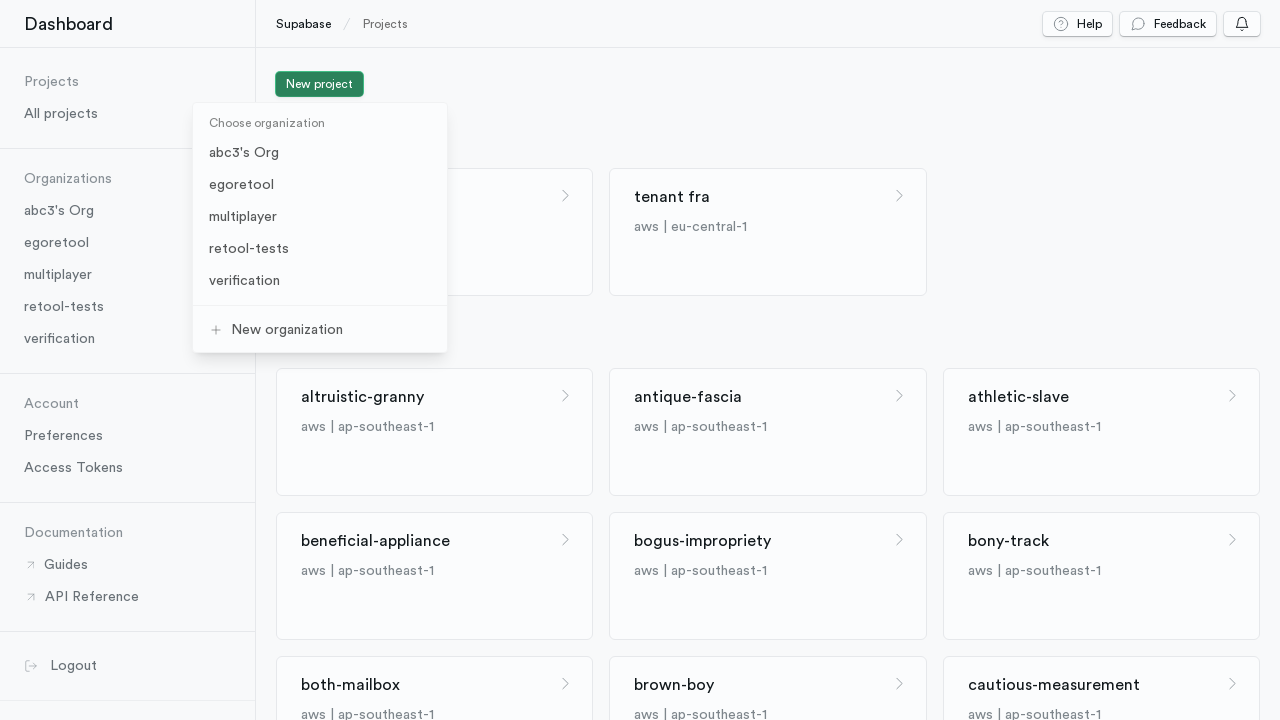 Dashboard
Supabase
Projects
Help
Feedback
Projects
All projects
Organizations
abc3's Org
egoretool
multiplayer
retool-tests
verification
Account
Preferences
Access Tokens
Documentation
Guides
API Reference
Logout
New project
Choose organization
abc3's Org
egoretool
multiplayer
retool-tests
verification
New organization
tenant fra
aws | eu-central-1
altruistic-granny
aws | ap-southeast-1
antique-fascia
aws | ap-southeast-1
athletic-slave
aws | ap-southeast-1
beneficial-appliance
aws | ap-southeast-1
bogus-impropriety
aws | ap-southeast-1
bony-track
aws | ap-southeast-1
both-mailbox
aws | ap-southeast-1
brown-boy
aws | ap-southeast-1
cautious-measurement
aws | ap-southeast-1